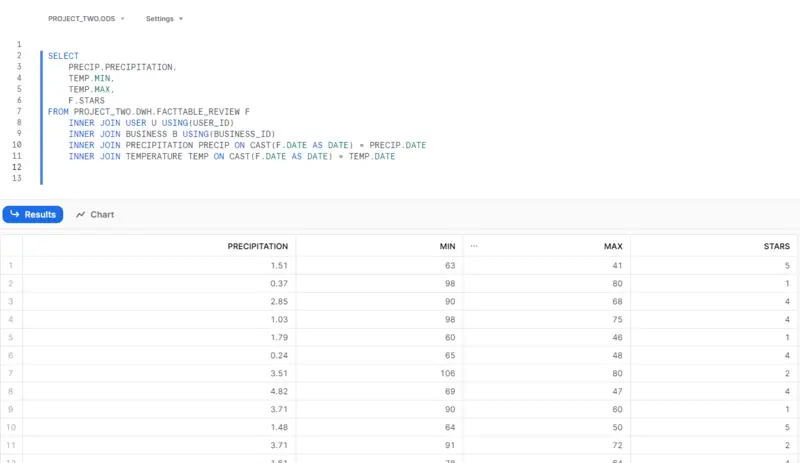 PROJECT_TWO.ODS Settings
1
2 SELECT
3 PRECIP.PRECIPITATION,
4 TEMP.MIN,
5 TEMP.MAX,
6 F.STARS
7 FROM PROJECT_TWO.DWH.FACTTABLE_REVIEW F
8 INNER JOIN USER U USING(USER_ID)
9 INNER JOIN BUSINESS B USING(BUSINESS_ID)
10 INNER JOIN PRECIPITATION PRECIP ON CAST(F.DATE AS DATE) = PRECIP.DATE
11 INNER JOIN TEMPERATURE TEMP ON CAST(F.DATE AS DATE) = TEMP.DATE
12
13
Results Chart
PRECIPITATION MIN ... MAX STARS
1 1.51 63 41 5
2 0.37 98 80 1
3 2.85 90 68 4
4 1.03 98 75 4
5 1.79 60 46 1
6 0.24 65 48 4
7 3.51 106 80 2
8 4.82 69 47 4
9 3.71 90 60 1
10 1.48 64 50 5
11 3.71 91 72 2